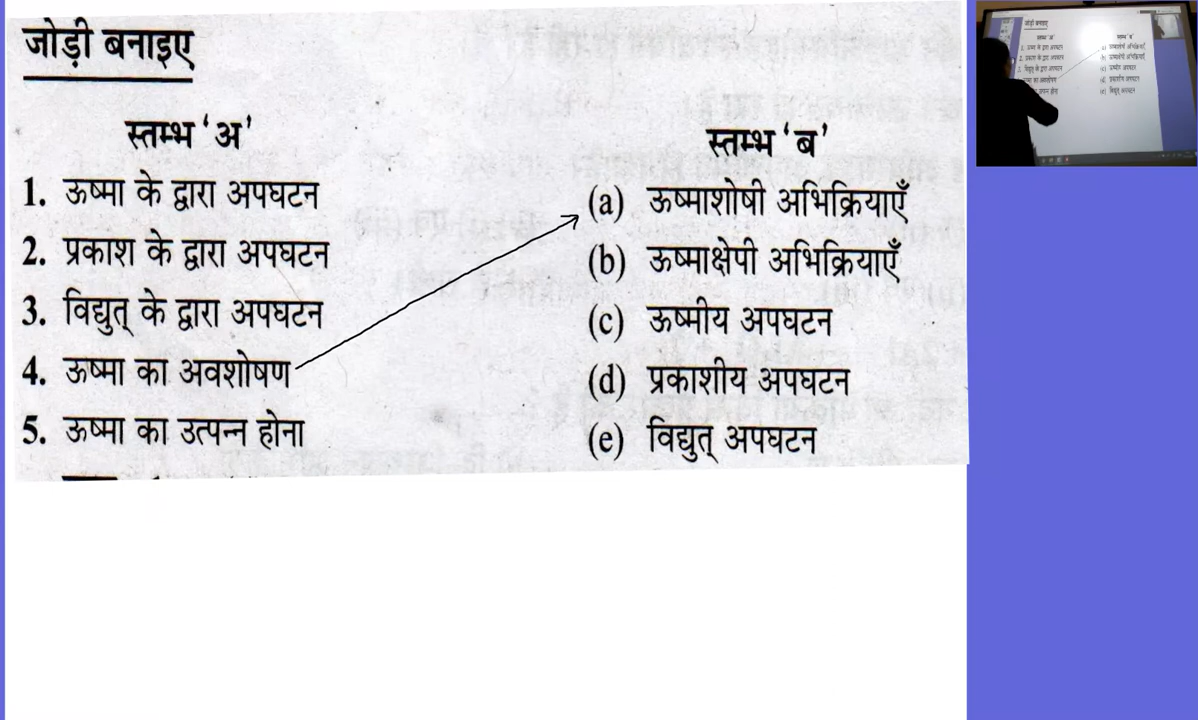 जोड़ी बनाइए
स्तम्भ 'अ'
स्तम्भ 'ब'
1. ऊष्मा के द्वारा अपघटन
(a) ऊष्माशोषी अभिक्रियाएँ
2. प्रकाश के द्वारा अपघटन
(b) ऊष्माक्षेपी अभिक्रियाएँ
3. विद्युत् के द्वारा अपघटन
(c) ऊष्मीय अपघटन
4. ऊष्मा का अवशोषण
(d) प्रकाशीय अपघटन
5. ऊष्मा का उत्पन्न होना
(e) विद्युत् अपघटन